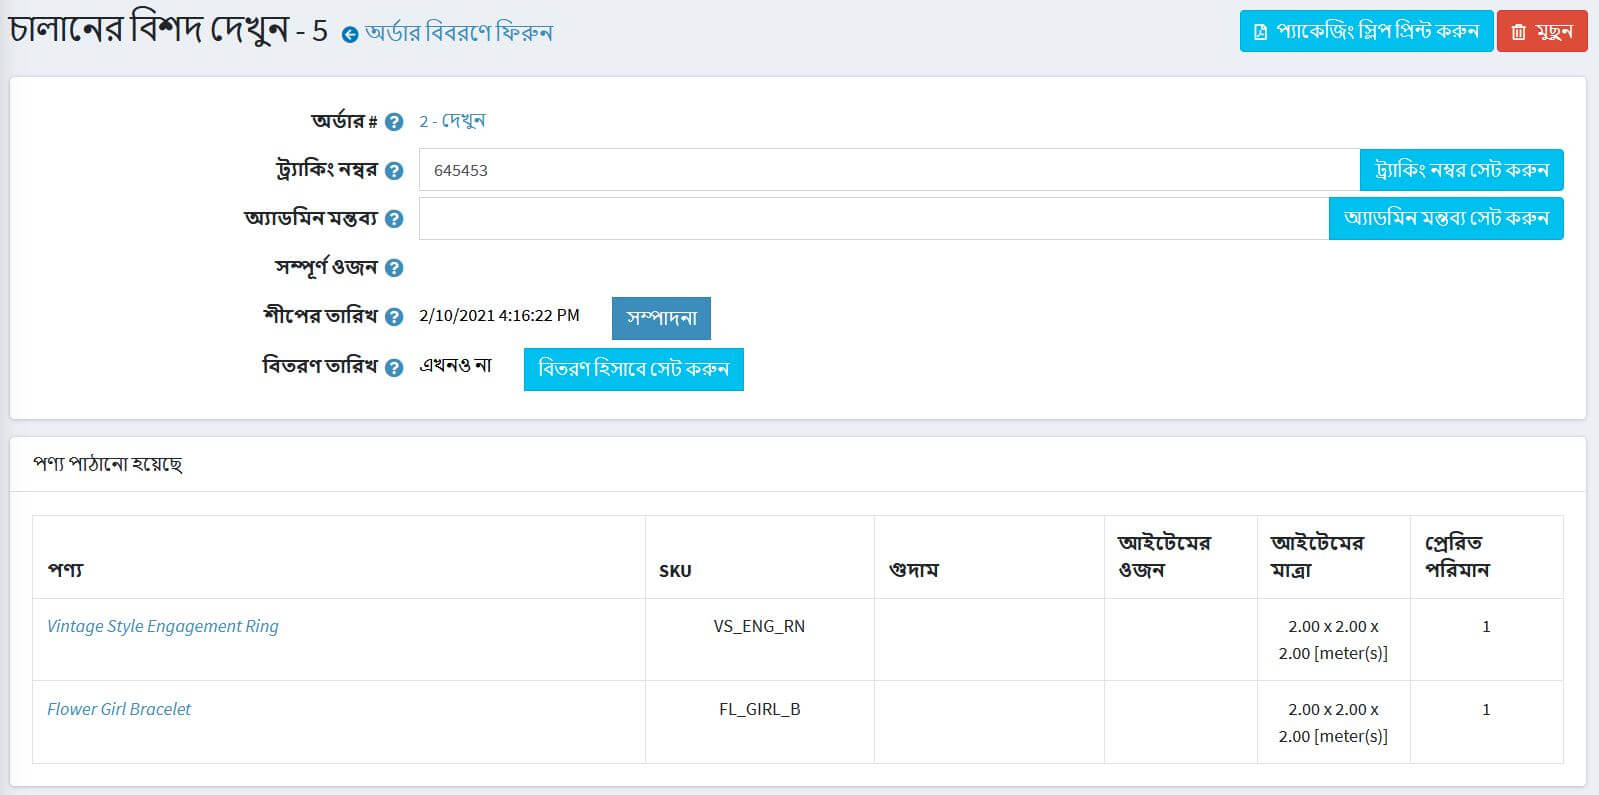 চালানের বিশদ দেখুন - 5 অর্ডার বিবরণে ফিরুন
প্যাকেজিং স্লিপ প্রিন্ট করুন
মুছুন
অর্ডার # 2 - দেখুন
ট্র্যাকিং নম্বর 645453 ট্র্যাকিং নম্বর সেট করুন
অ্যাডমিন মন্তব্য অ্যাডমিন মন্তব্য সেট করুন
সম্পূর্ণ ওজন
শীপের তারিখ 2/10/2021 4:16:22 PM সম্পাদনা
বিতরণ তারিখ এখনও না বিতরণ হিসাবে সেট করুন
পণ্য পাঠানো হয়েছে
পণ্য
SKU
গুদাম
আইটেমের
ওজন
আইটেমের
মাত্রা
প্রেরিত
পরিমান
Vintage Style Engagement Ring
VS_ENG_RN
2.00 x 2.00 x
2.00 [meter(s)]
1
Flower Girl Bracelet
FL_GIRL_B
2.00 x 2.00 x
2.00 [meter(s)]
1